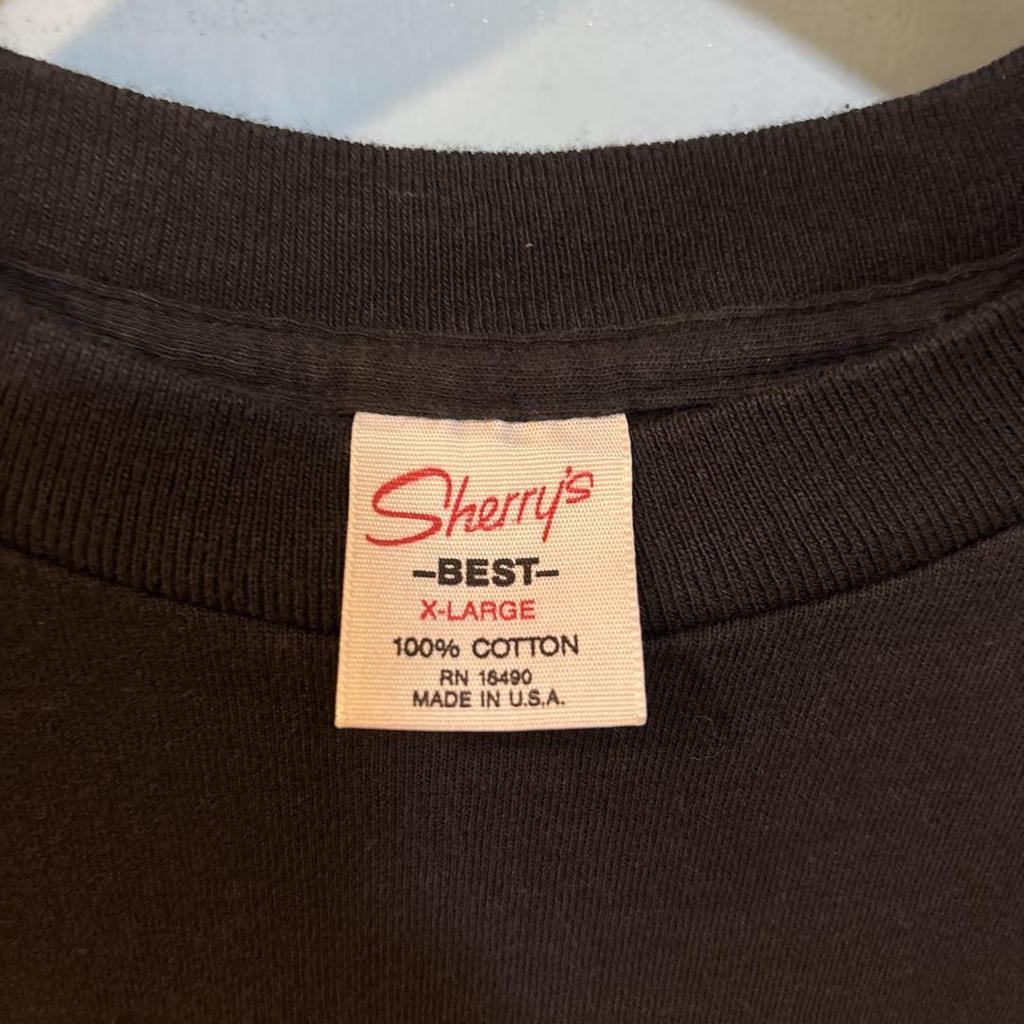 Sherry's
-BEST-
X-LARGE
100% COTTON
RN 16490
MADE IN U.S.A.